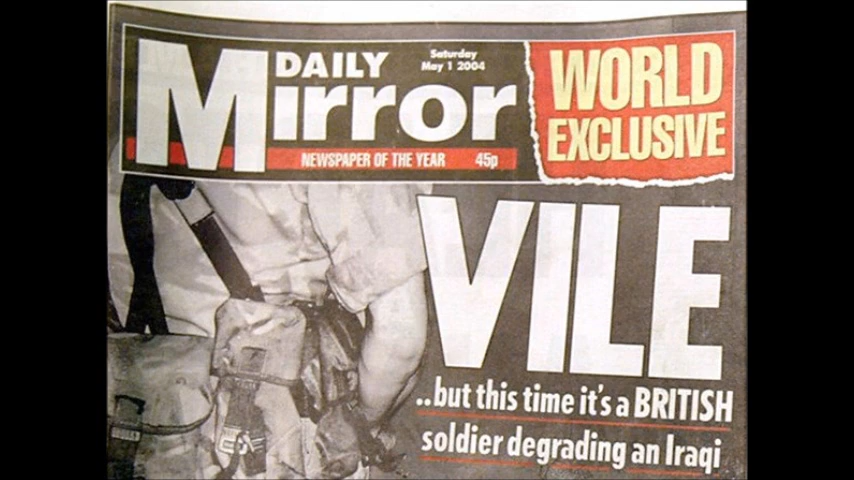 DAILY
Mirror
Saturday
May 1 2004
NEWSPAPER OF THE YEAR 45p
WORLD
EXCLUSIVE
VILE
..but this time it's a BRITISH
soldier degrading an Iraqi